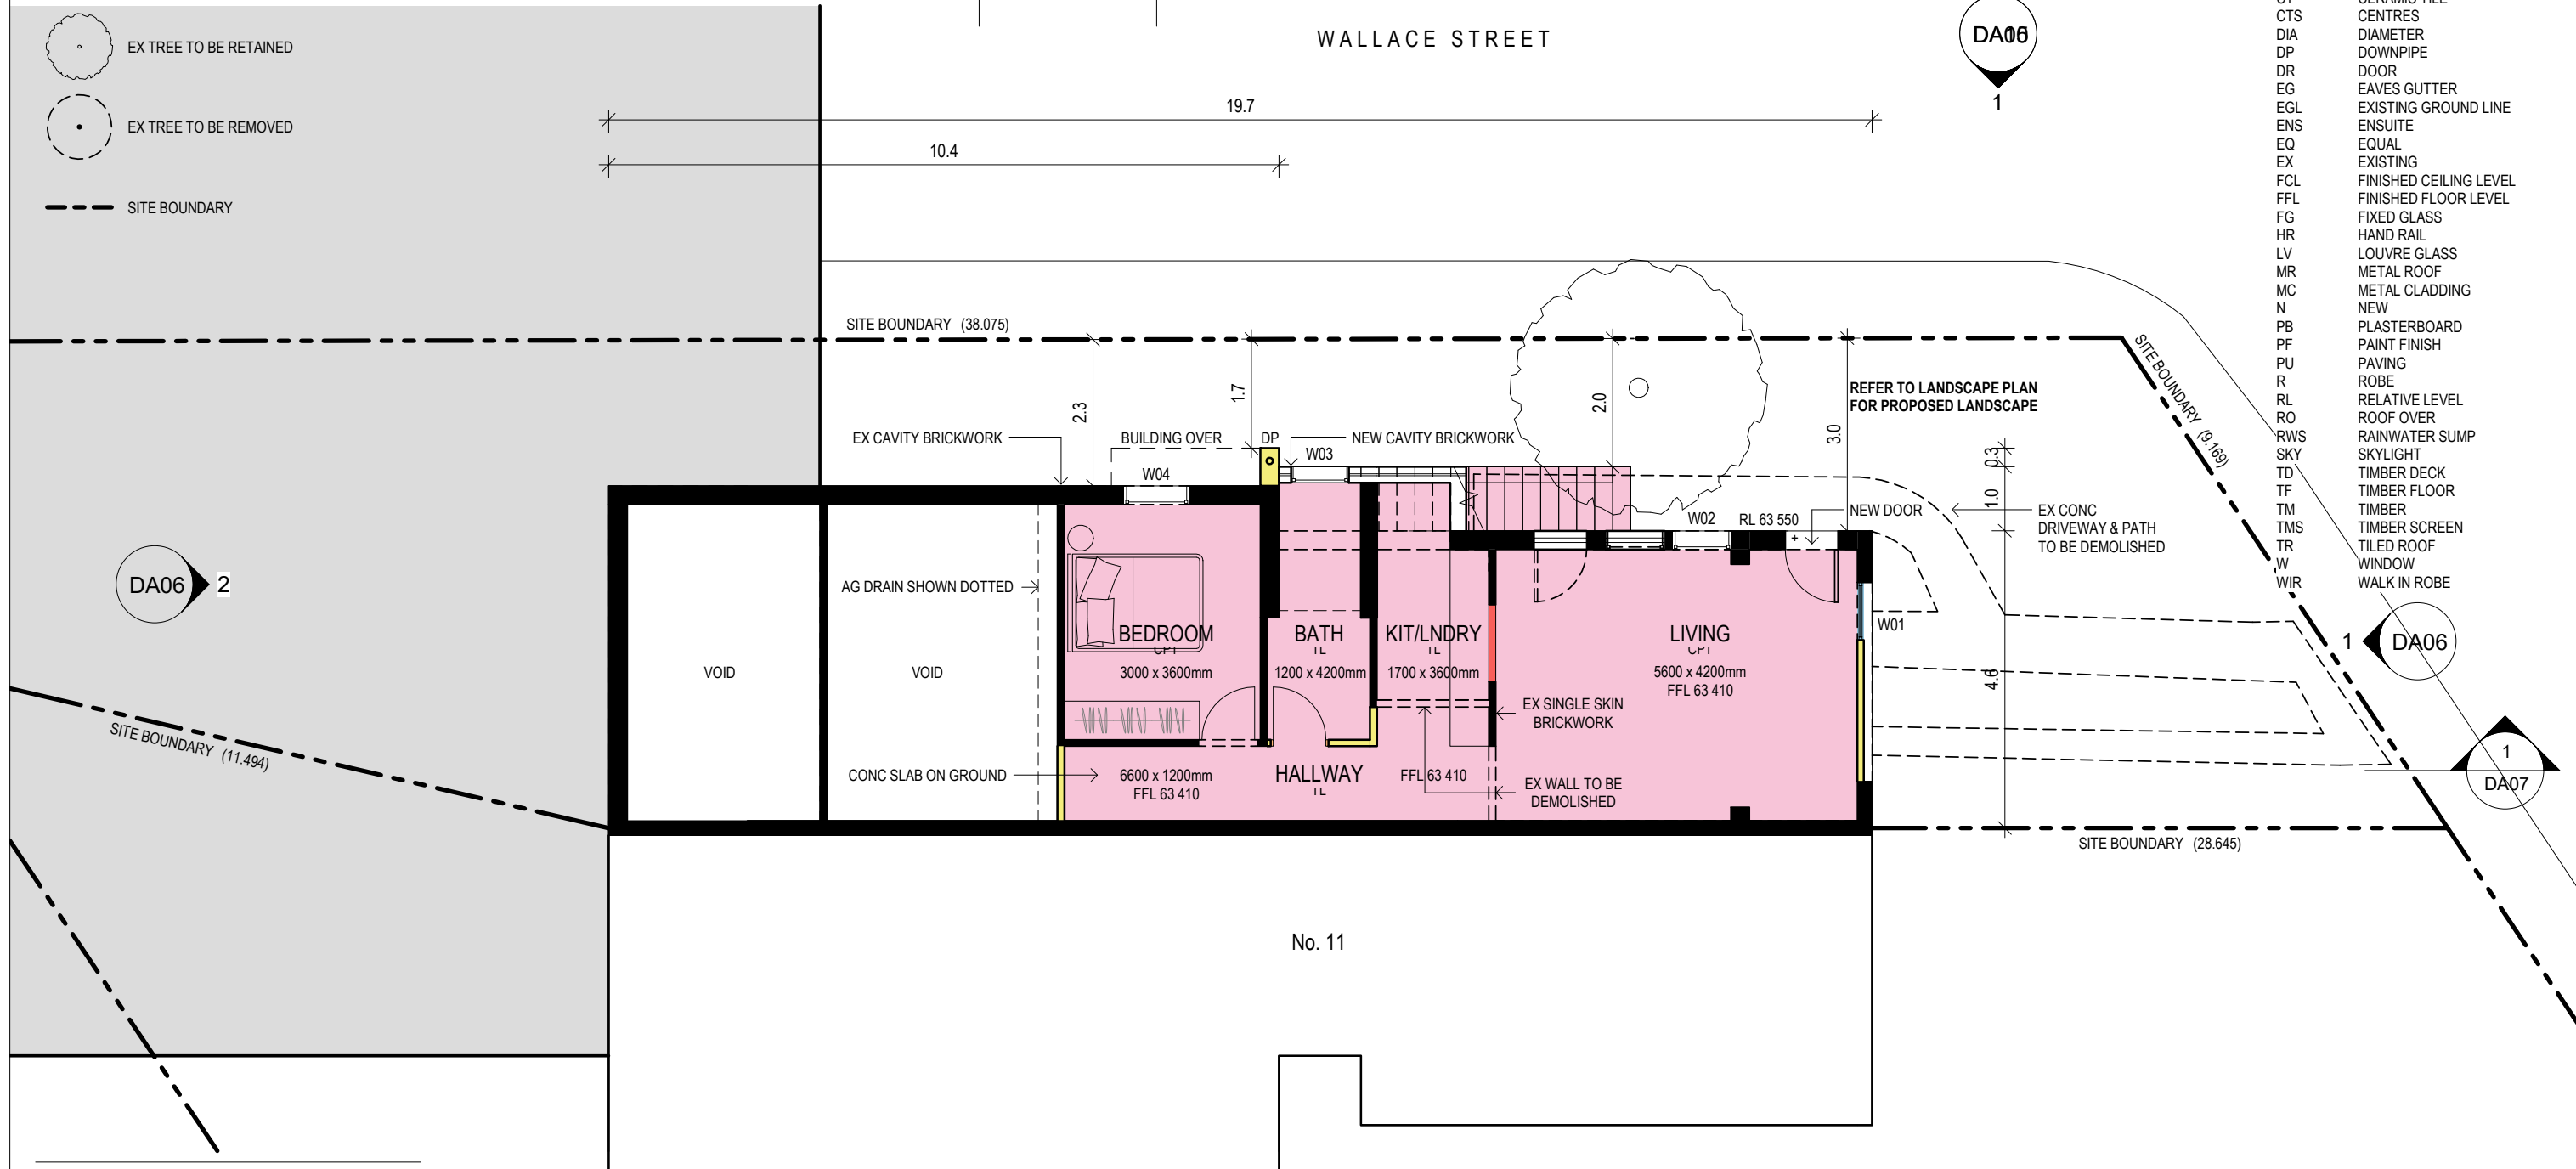 EX TREE TO BE RETAINED
EX TREE TO BE REMOVED
SITE BOUNDARY
WALLACE STREET
1
19.7
10.4
CTS CENTRES
DIA DIAMETER
DP DOWNPIPE
DR DOOR
EG EAVES GUTTER
EGL EXISTING GROUND LINE
ENS ENSUITE
EQ EQUAL
EX EXISTING
FCL FINISHED CEILING LEVEL
FFL FINISHED FLOOR LEVEL
FG FIXED GLASS
HR HAND RAIL
LV LOUVRE GLASS
MR METAL ROOF
MC METAL CLADDING
N NEW
PB PLASTERBOARD
PF PAINT FINISH
PU PAVING
R ROBE
RL RELATIVE LEVEL
RO ROOF OVER
RWS RAINWATER SUMP
SKY SKYLIGHT
TD TIMBER DECK
TF TIMBER FLOOR
TM TIMBER
TMS TIMBER SCREEN
TR TILED ROOF
W WINDOW
WIR WALK IN ROBE
SITE BOUNDARY (38.075)
SITE BOUNDARY (9.169)
2.3
1.7
2.0
3.0
REFER TO LANDSCAPE PLAN
FOR PROPOSED LANDSCAPE
EX CAVITY BRICKWORK
BUILDING OVER
DP
NEW CAVITY BRICKWORK
W03
W04
W02
RL 63 550
NEW DOOR
0.3
1.0
4.6
EX CONC
DRIVEWAY & PATH
TO BE DEMOLISHED
DA06 2
AG DRAIN SHOWN DOTTED
VOID
VOID
BEDROOM
CPT
3000 x 3600mm
BATH
TL
1200 x 4200mm
KIT/LNDRY
TL
1700 x 3600mm
LIVING
CPT
5600 x 4200mm
FFL 63 410
W01
1 DA06
EX SINGLE SKIN
BRICKWORK
SITE BOUNDARY (11.494)
CONC SLAB ON GROUND
6600 x 1200mm
FFL 63 410
HALLWAY
TL
FFL 63 410
EX WALL TO BE
DEMOLISHED
1
DA07
SITE BOUNDARY (28.645)
No. 11